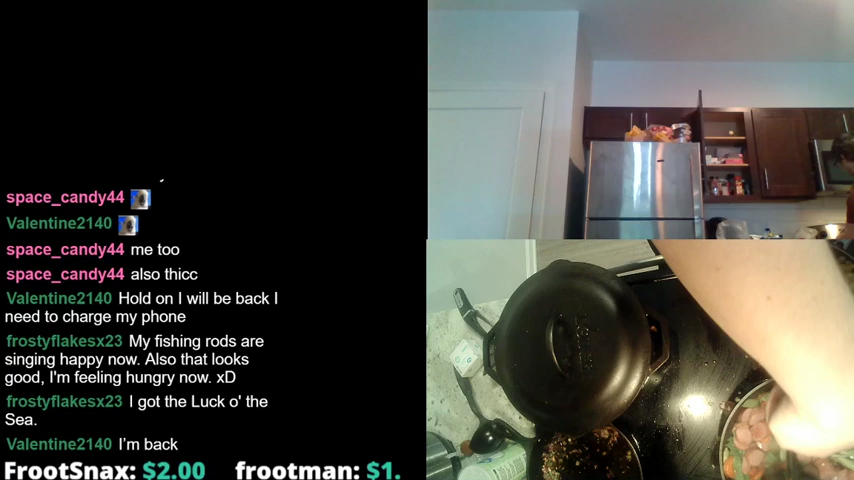 space_candy44
Valentine2140
space_candy44 me too
space_candy44 also thicc
Valentine2140 Hold on I will be back I
need to charge my phone
frostyflakesx23 My fishing rods are
singing happy now. Also that looks
good, I'm feeling hungry now. xD
frostyflakesx23 I got the Luck o' the
Sea.
Valentine2140 I'm back
FrootSnax: $2.00 frootman: $1.